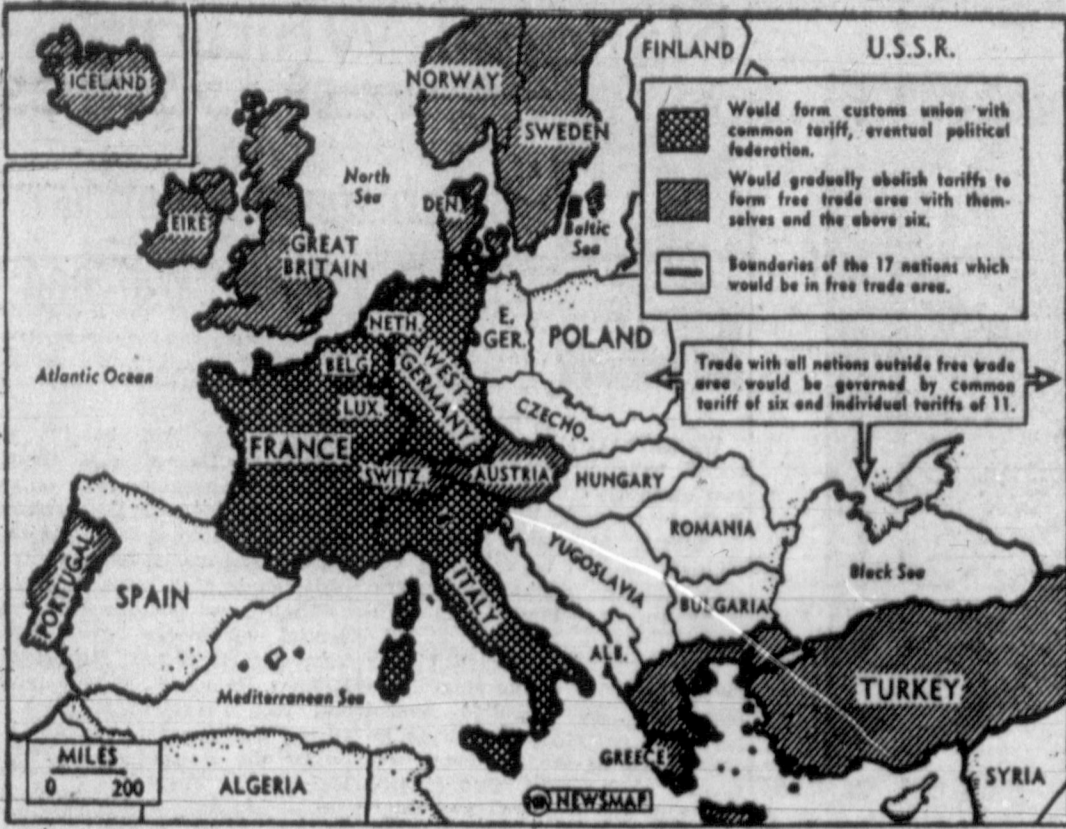 ICELAND
NORWAY
FINLAND
U.S.S.R.
SWEDEN
North
Sea
DEN.
Baltic
Sea
EIRE
GREAT
BRITAIN
Would form customs union with
common tariff, eventual political
federation.
Would gradually abolish tariffs to
form free trade area with them-
selves and the above six.
Boundaries of the 17 nations which
would be in free trade area.
NETH.
E.
GER.
POLAND
BELG.
WEST
GERMANY
Atlantic Ocean
LUX.
CZECHO.
Trade with all nations outside free trade
area would be governed by common
tariff of six and individual tariffs of 11.
FRANCE
SWITZ.
AUSTRIA
HUNGARY
ROMANIA
YUGOSLAVIA
Black Sea
BULGARIA
PORTUGAL
SPAIN
ITALY
ALB.
Mediterranean Sea
TURKEY
GREECE
MILES
0 200
ALGERIA
NEWSMAP
SYRIA